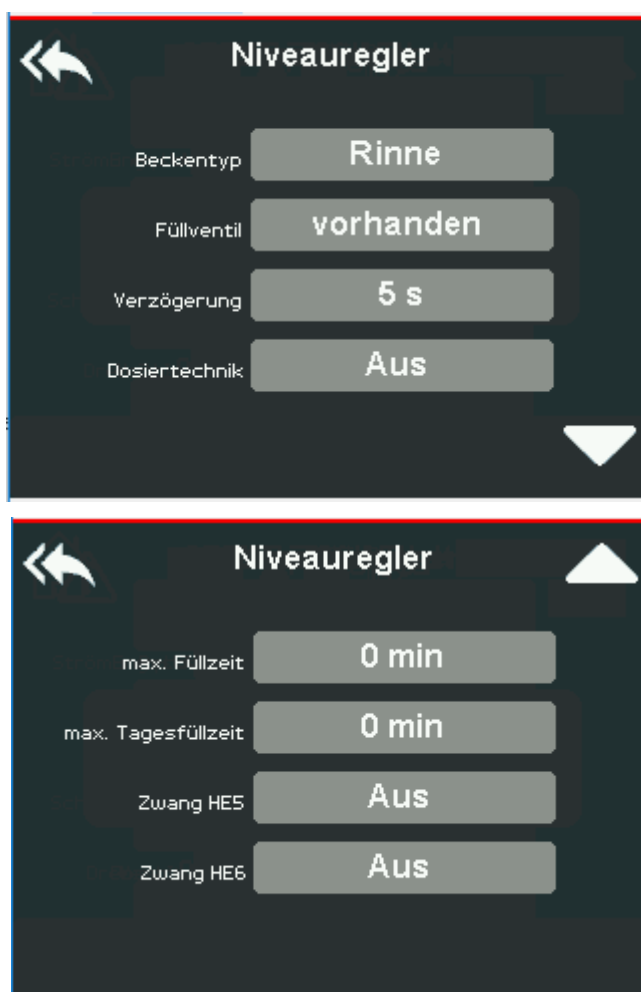 Niveauregler
Beckentyp Rinne
Füllventil vorhanden
Verzögerung 5 s
Dosiertechnik Aus
Niveauregler
max. Füllzeit 0 min
max. Tagesfüllzeit 0 min
Zwang HE5 Aus
Zwang HE6 Aus